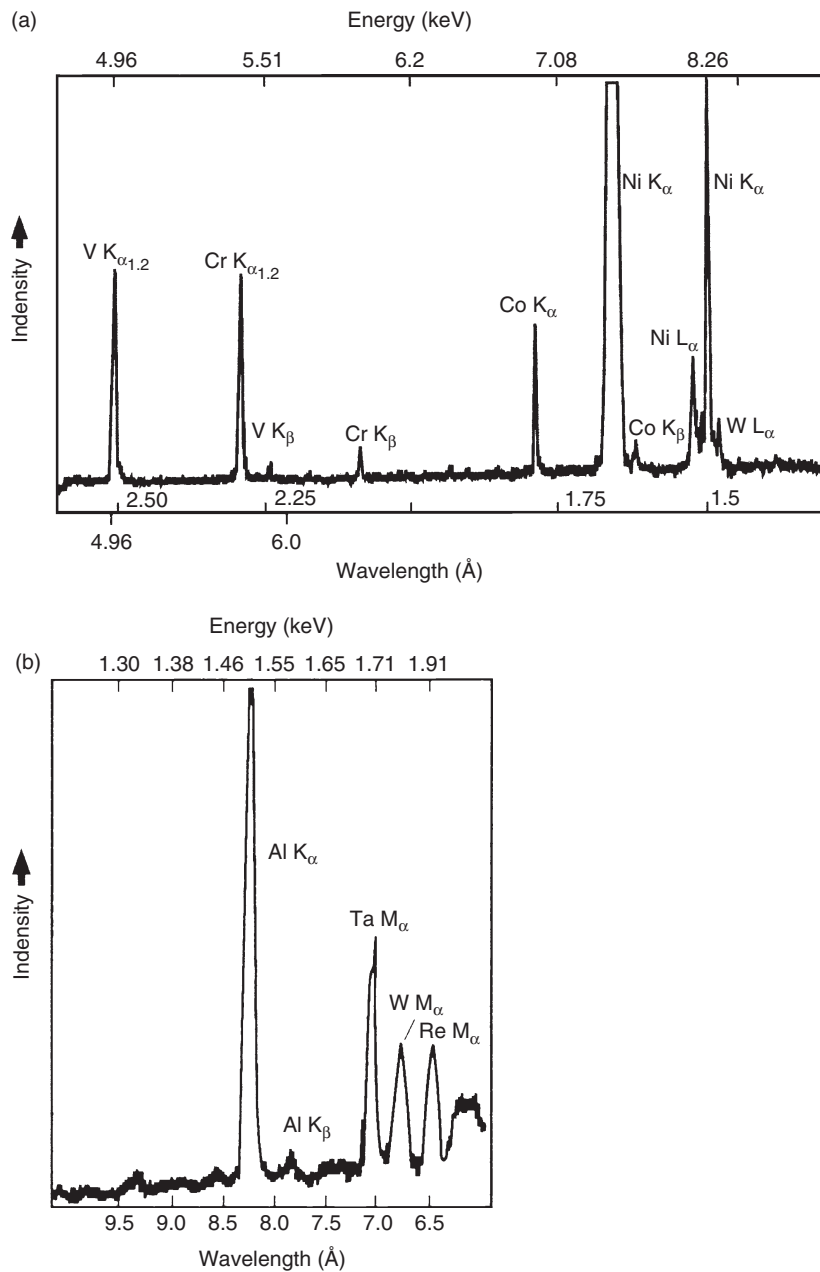 (a)
Energy (keV)
4.96 5.51 6.2 7.08 8.26
Indensity
V Kα1.2
Cr Kα1.2
V Kβ
Cr Kβ
Co Kα
Ni Kα
Co Kβ
Ni Lα
Ni Kα
W Lα
2.50 2.25 1.75 1.5
4.96 6.0
Wavelength (Å)
Energy (keV)
(b)
1.30 1.38 1.46 1.55 1.65 1.71 1.91
Indensity
Al Kα
Al Kβ
Ta Mα
W Mα
Re Mα
9.5 9.0 8.5 8.0 7.5 7.0 6.5
Wavelength (Å)